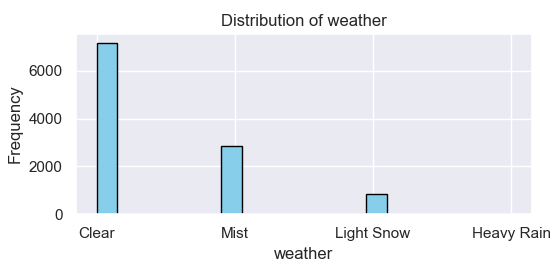 Distribution of weather
Frequency
6000
4000
2000
0
Clear Mist Light Snow Heavy Rain
weather